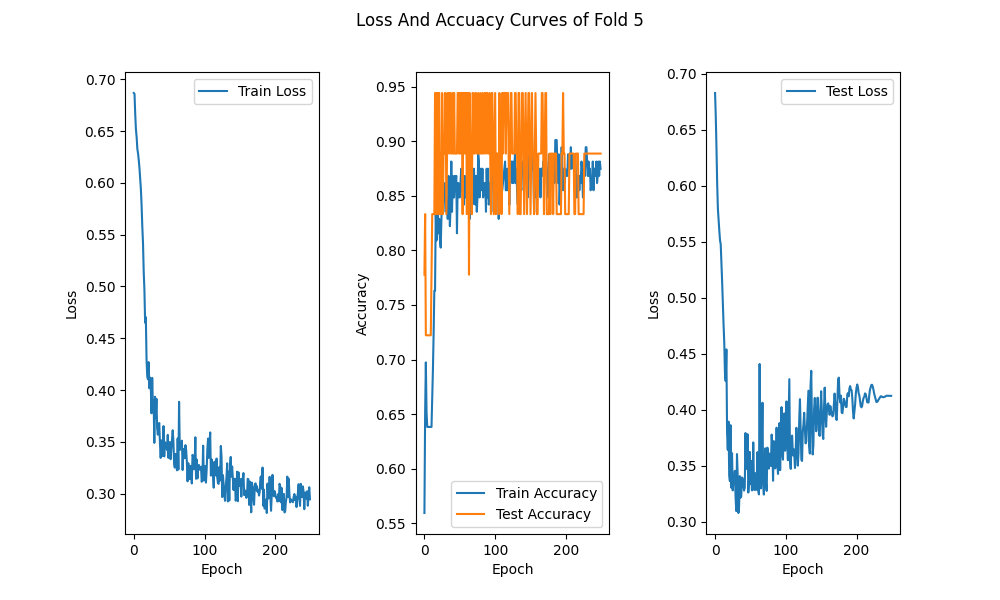 Loss And Accuacy Curves of Fold 5
Train Loss
0.70
0.65
0.60
0.55
0.50
0.45
0.40
0.35
0.30
Loss
0 100 200
Epoch
0.95
0.90
0.85
0.80
0.75
0.70
0.65
0.60
0.55
Accuracy
Train Accuracy
Test Accuracy
0 100 200
Epoch
Test Loss
0.70
0.65
0.60
0.55
0.50
0.45
0.40
0.35
0.30
Loss
0 100 200
Epoch